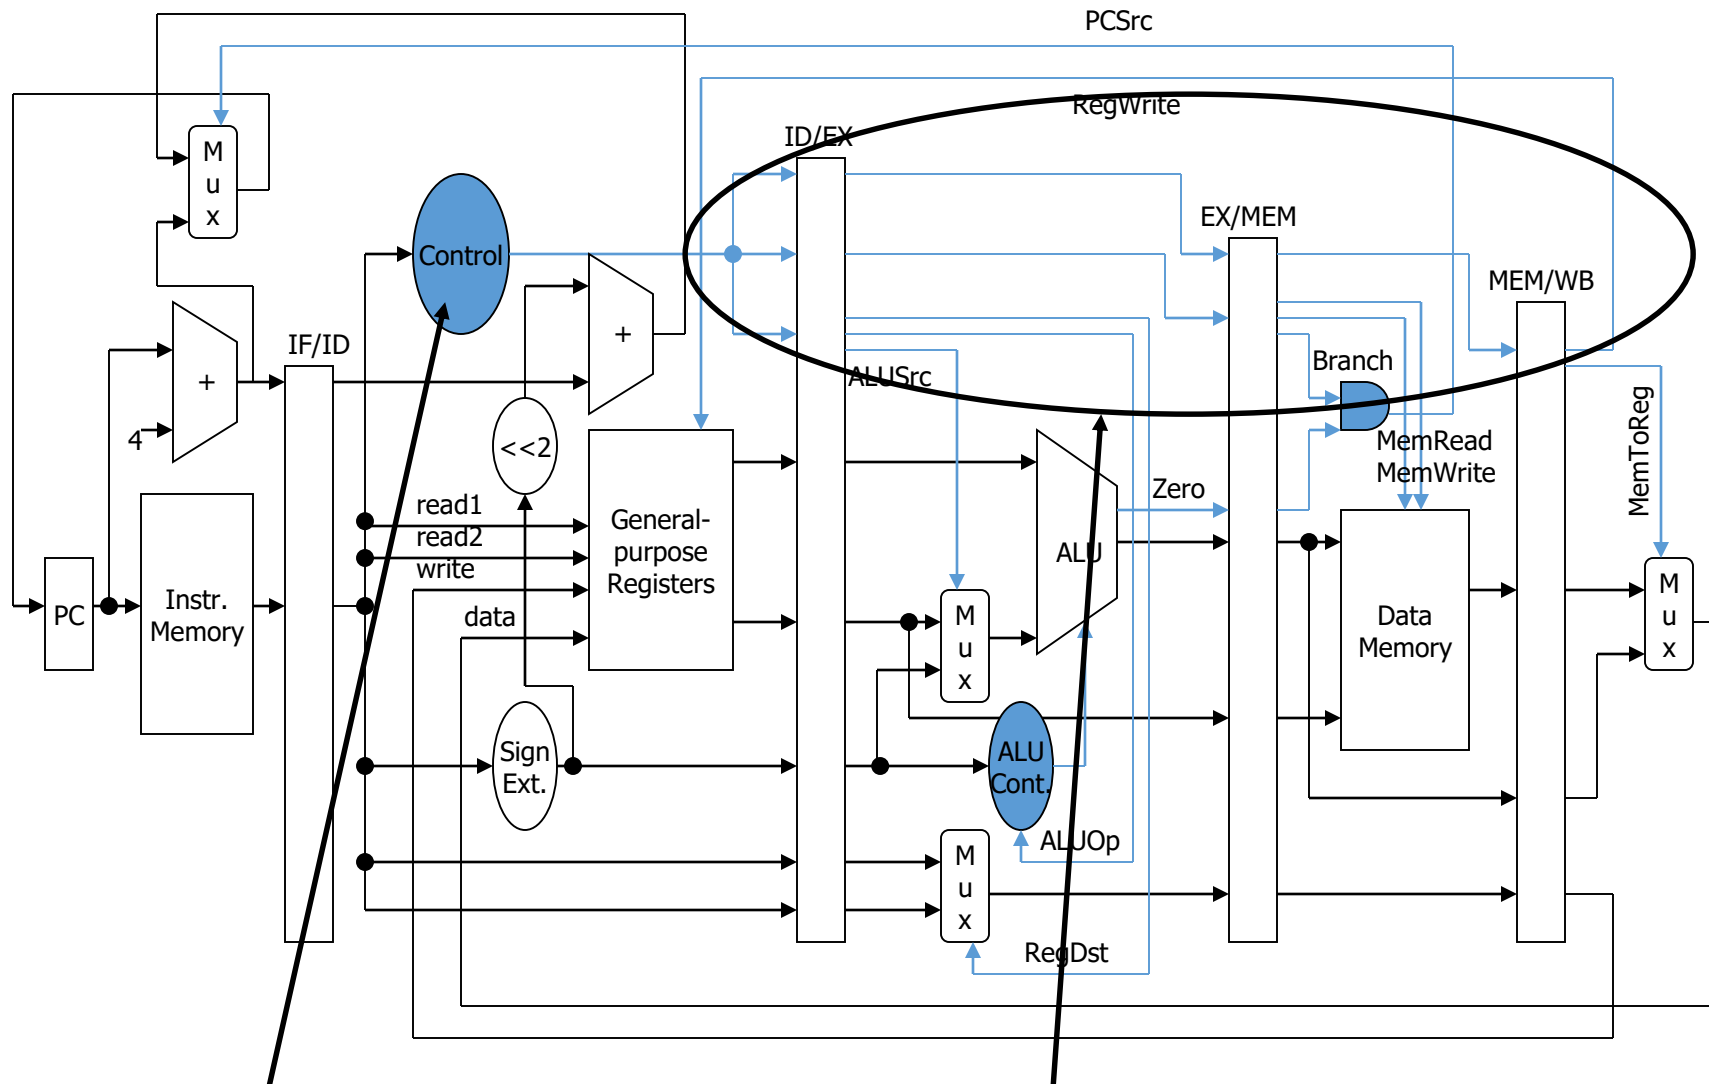 PCSrc
RegWrite
ID/EX
M
u
x
EX/MEM
Control
MEM/WB
+
IF/ID
+
Branch
ALUSrc
4
<<2
MemRead
MemWrite
MemToReg
Zero
read1
read2
write
data
General-
purpose
Registers
ALU
PC
Instr.
Memory
M
u
x
Data
Memory
M
u
x
Sign
Ext.
ALU
Cont.
ALUOp
M
u
x
RegDst